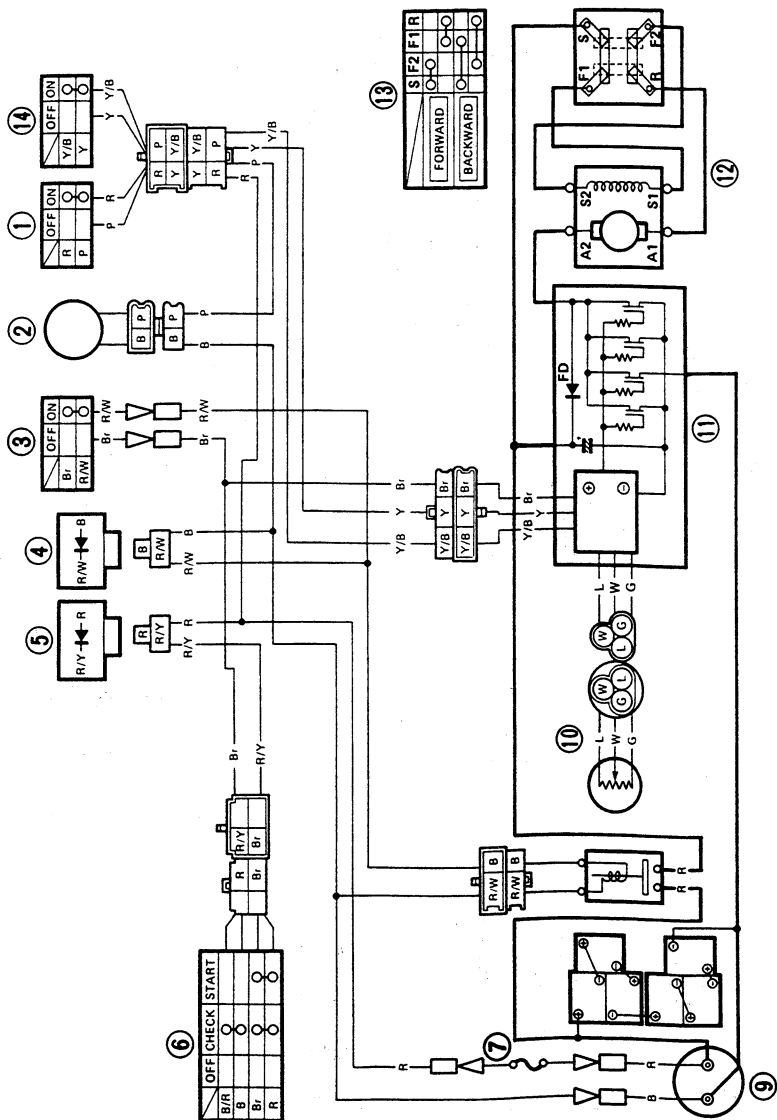 14
OFF ON
Y/B
Y
Y/B
Y
1
OFF ON
R
P
R
P
R P
Y Y/B
Y Y/B
R P
Y/B
Y
P
R
2
B P
B P
P
B
3
OFF ON
Br
R/W
R/W
Br
R/W
Br
4
R/W B
B
R/W
B
R/W
5
R/Y R
R
R/Y
R
R/Y
Br
R/Y
R/Y
Br
R
Br
6
OFF CHECK START
B/R
B
Br
R
13
S F2 F1 R
FORWARD
BACKWARD
S
F1
F2
R
12
S2
S1
A2
A1
11
FD
+
⊕
⊖
Br
Y
Y/B
Br
Y
Y/B
Br
Y
Y/B
Br
Y
Y/B
L
W
G
W
L G
W
G L
10
L
W
G
R/W B
R/W B
R
R
⊕ ⊖ ⊖ ⊕
⊖ ⊕ ⊖ ⊕
⊕ ⊖
7
R
R
B
9